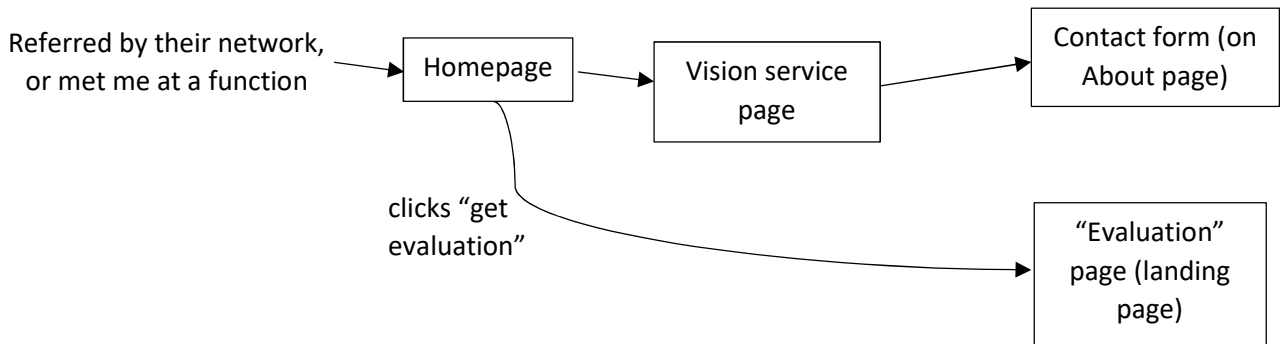 Referred by their network,
or met me at a function
Homepage
Vision service
page
Contact form (on
About page)
clicks “get
evaluation”
“Evaluation”
page (landing
page)